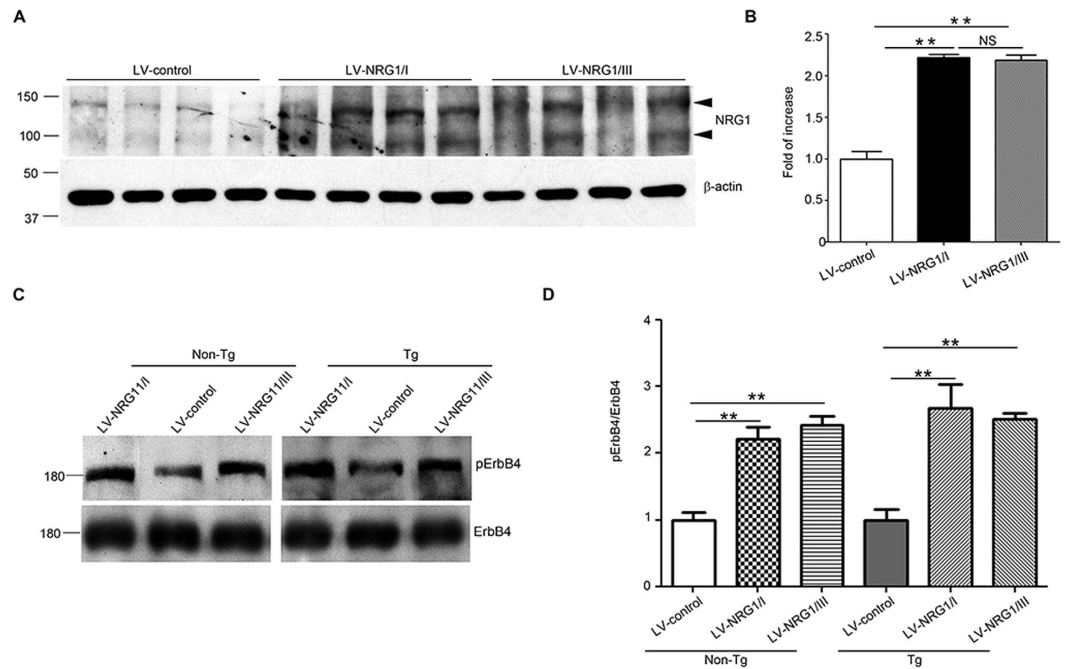 A
LV-control LV-NRG1/I LV-NRG1/III
150
100
NRG1
50
37
β-actin
B
** 
** NS
Fold of increase
2.5
2.0
1.5
1.0
0.5
0
LV-control LV-NRG1/I LV-NRG1/III
C
Non-Tg Tg
LV-NRG11/I LV-control LV-NRG11/III LV-NRG1/I LV-control LV-NRG1/III
180 pErbB4
180 ErbB4
D
pErbB4/ErbB4
4
3
2
1
0
**
**
**
**
LV-control LV-NRG1/I LV-NRG1/III LV-control LV-NRG1/I LV-NRG1/III
Non-Tg Tg